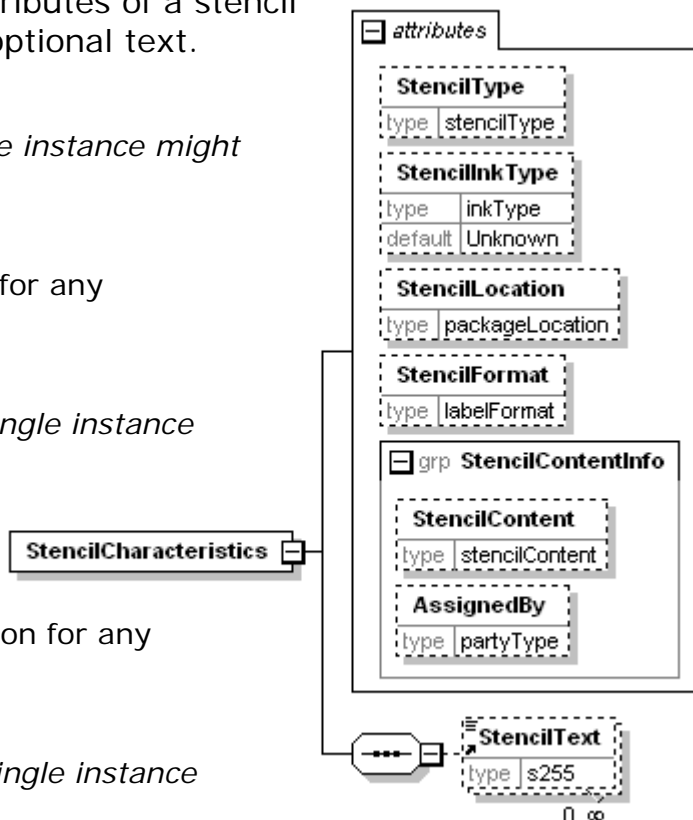 ributes of a stencil
optional text.
e instance might
for any
ngle instance
on for any
ingle instance
StencilCharacteristics
attributes
StencilType
type stencilType
StencilInkType
type inkType
default Unknown
StencilLocation
type packageLocation
StencilFormat
type labelFormat
grp StencilContentInfo
StencilContent
type stencilContent
AssignedBy
type partyType
StencilText
type s255
0..∞